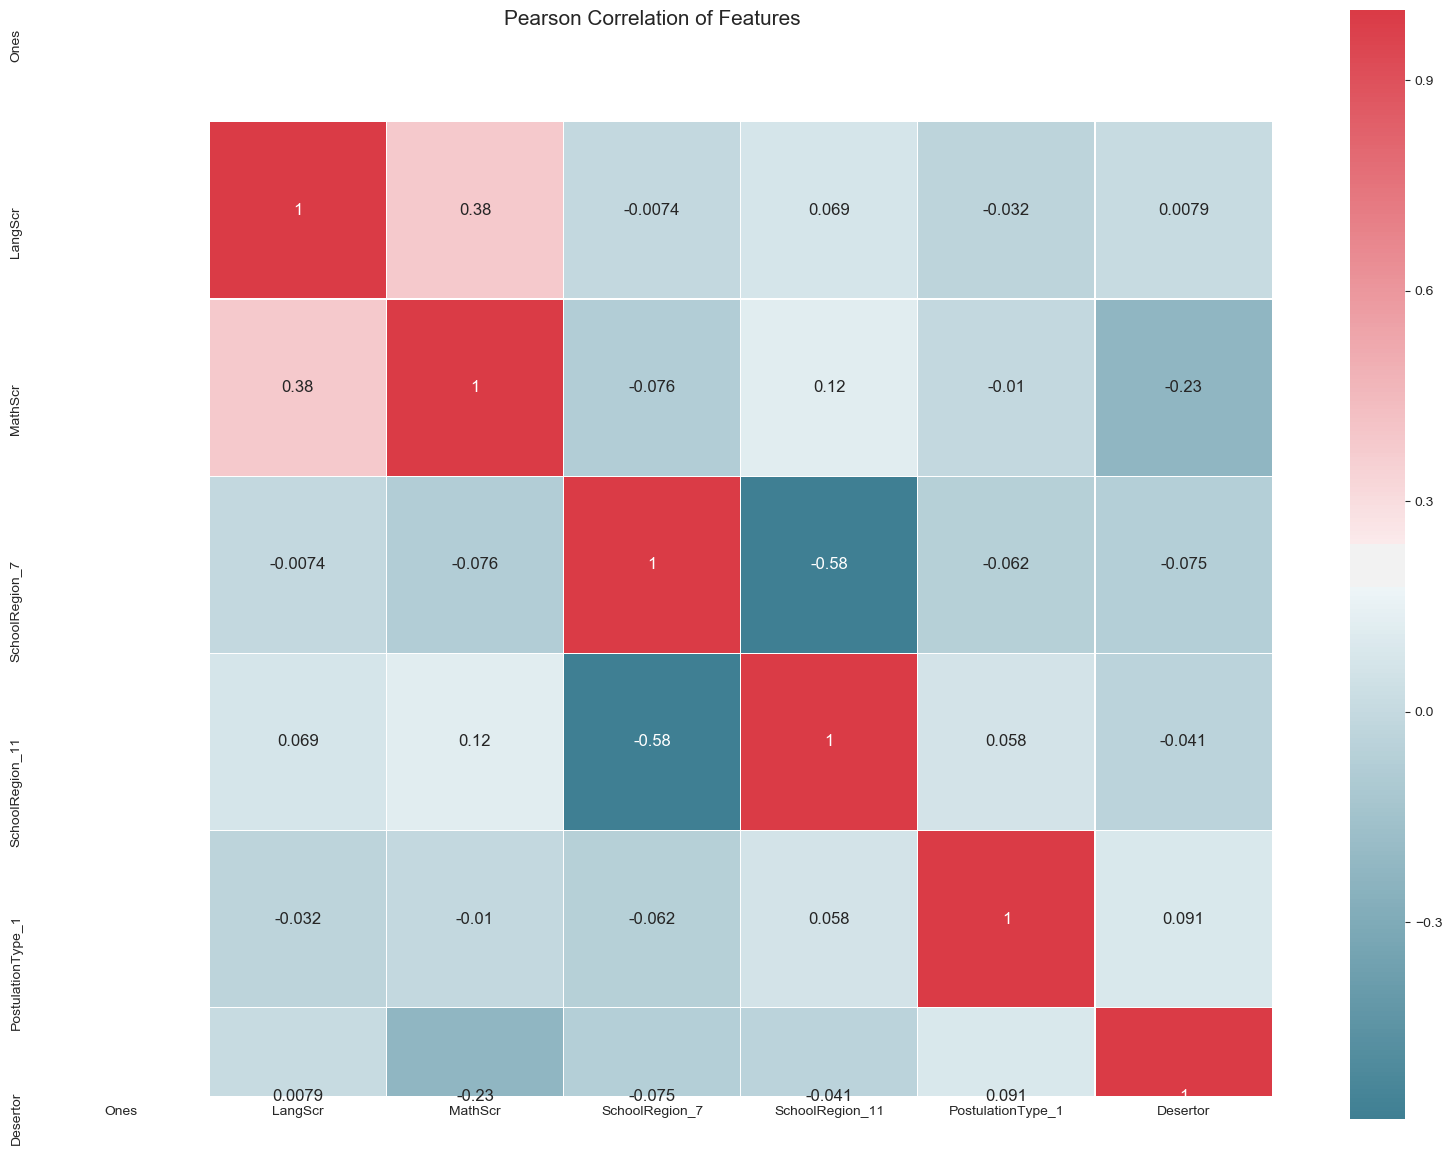 Pearson Correlation of Features
Ones
LangScr
1 0.38 -0.0074 0.069 -0.032 0.0079
MathScr
0.38 1 -0.076 0.12 -0.01 -0.23
SchoolRegion_7
-0.0074 -0.076 1 -0.58 -0.062 -0.075
SchoolRegion_11
0.069 0.12 -0.58 1 0.058 -0.041
PostulationType_1
-0.032 -0.01 -0.062 0.058 1 0.091
Desertor
0.0079 -0.23 -0.075 -0.041 0.091 1
Ones LangScr MathScr SchoolRegion_7 SchoolRegion_11 PostulationType_1 Desertor
0.9
0.6
0.3
0.0
−0.3